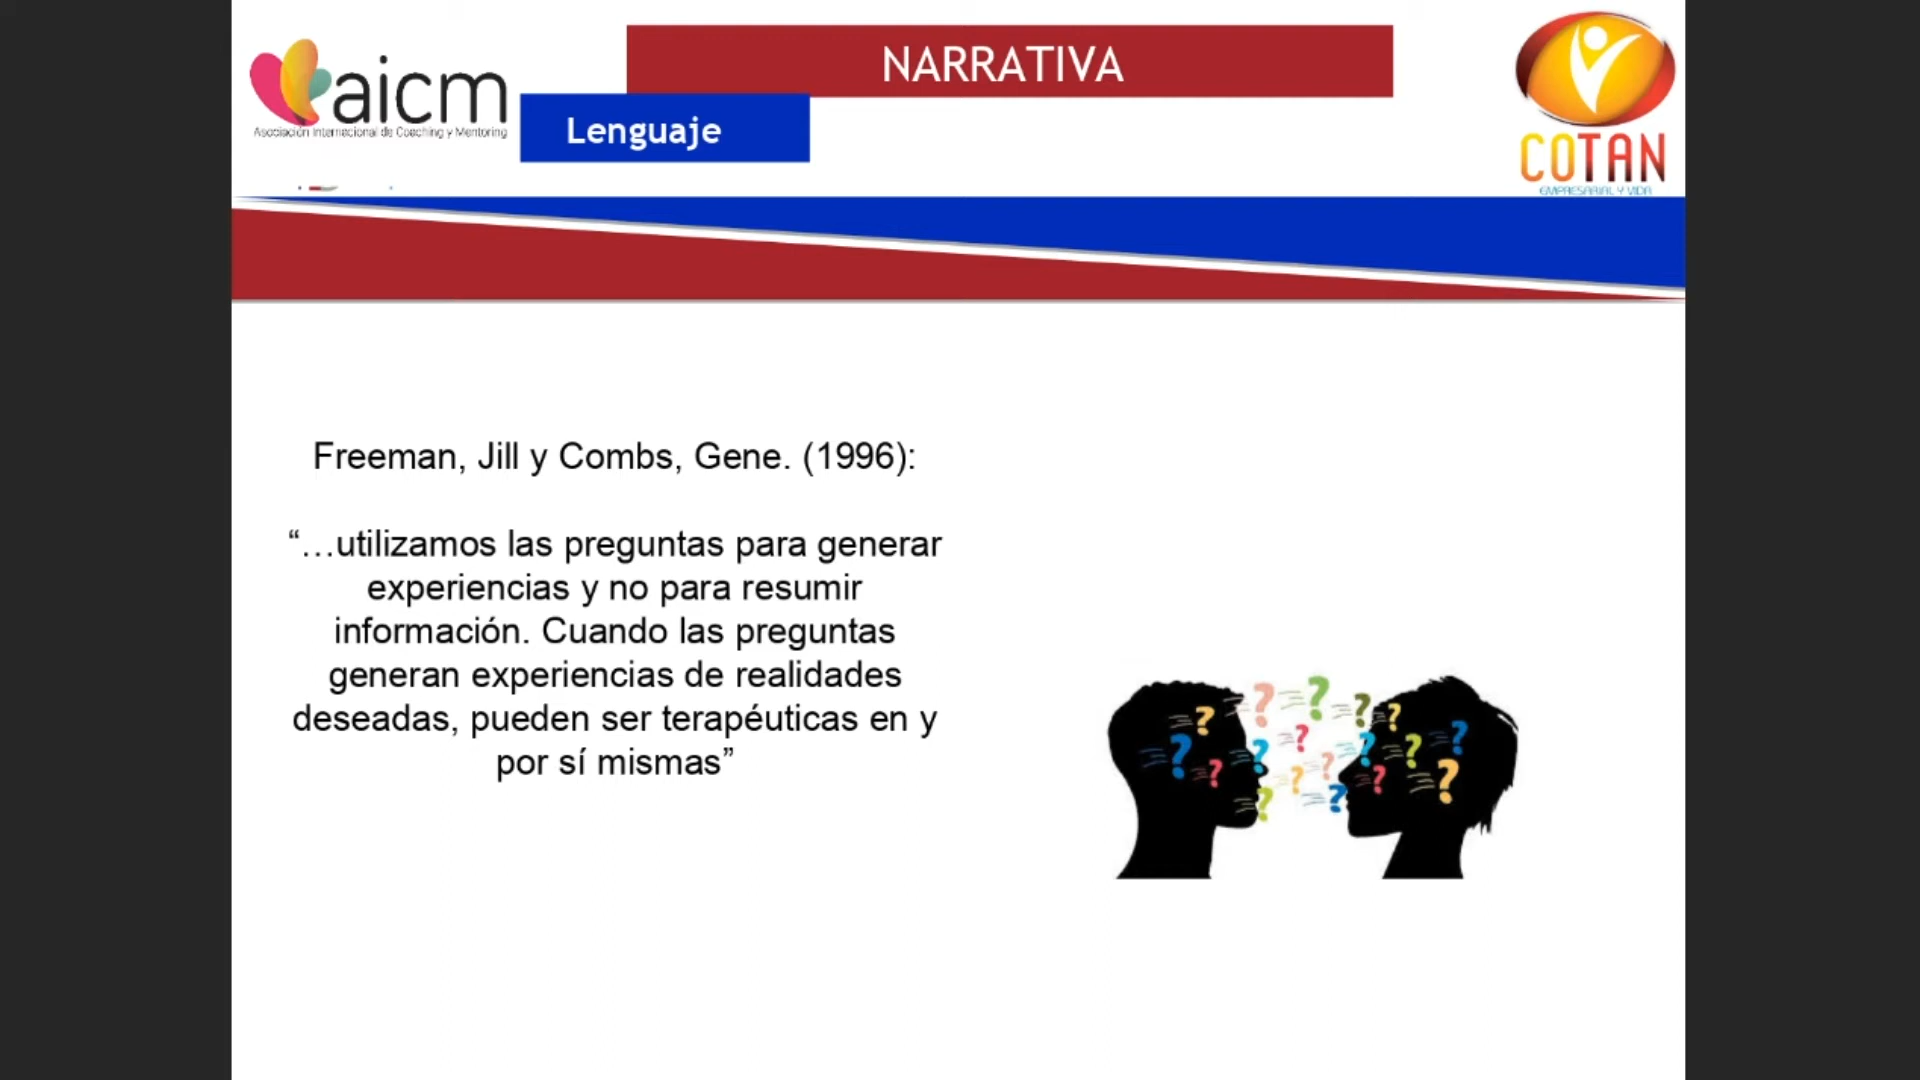 NARRATIVA
aicm
Asociación Internacional de Coaching y Mentoring
Lenguaje
COTAN
EMPRESARIAL Y VIDA
Freeman, Jill y Combs, Gene. (1996):
“…utilizamos las preguntas para generar
experiencias y no para resumir
información. Cuando las preguntas
generan experiencias de realidades
deseadas, pueden ser terapéuticas en y
por sí mismas”
? ? ? ? ? ? ? ? ? ? ? ? ? ? ? ? ? ? ?